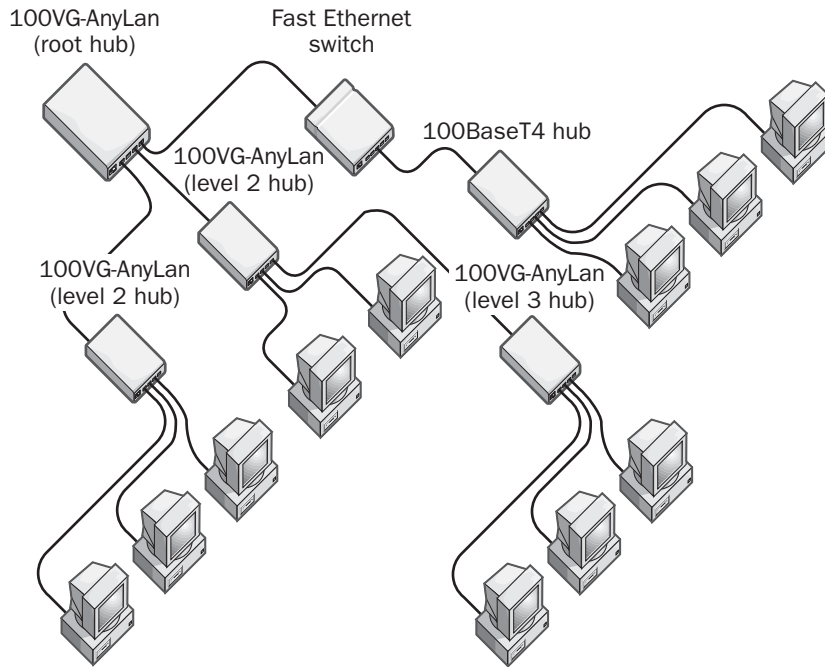 100VG-AnyLan
(root hub)
Fast Ethernet
switch
100BaseT4 hub
100VG-AnyLan
(level 2 hub)
100VG-AnyLan
(level 2 hub)
100VG-AnyLan
(level 3 hub)